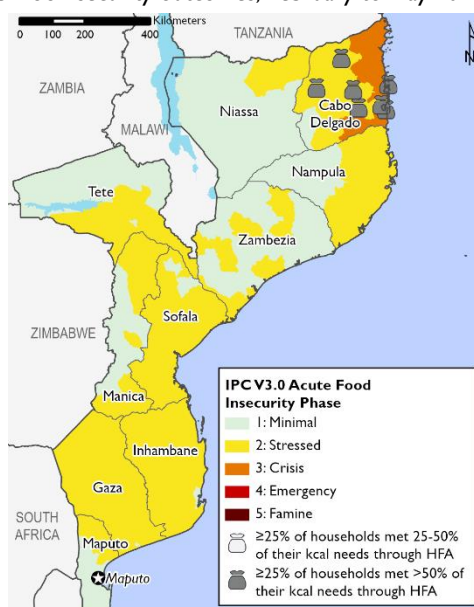 0 100 200 400 Kilometers
TANZANIA
N
ZAMBIA
MALAWI
Niassa
Cabo
Delgado
Nampula
Tete
Zambezia
Sofala
ZIMBABWE
Manica
Inhambane
Gaza
SOUTH
AFRICA
Maputo
Maputo
IPC V3.0 Acute Food
Insecurity Phase
1: Minimal
2: Stressed
3: Crisis
4: Emergency
5: Famine
≥25% of households met 25-50%
of their kcal needs through HFA
≥25% of households met >50% of
their kcal needs through HFA